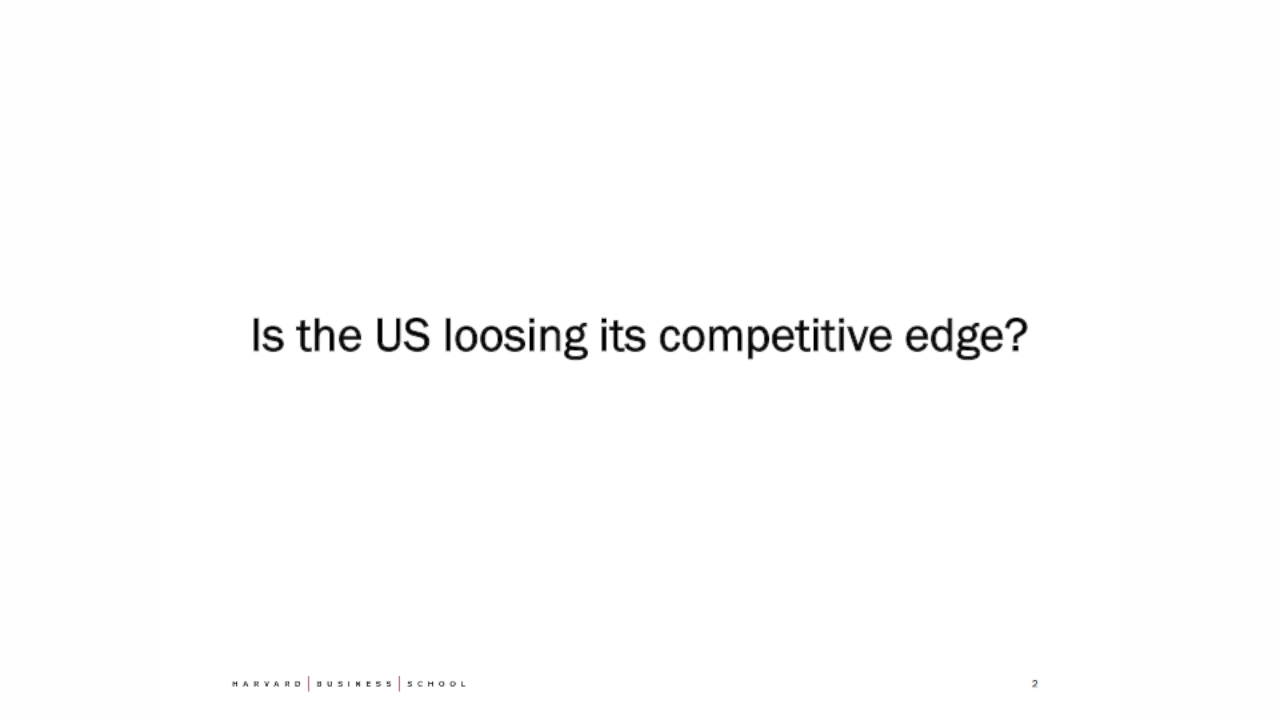 Is the US loosing its competitive edge?
HARVARD | BUSINESS | SCHOOL
2